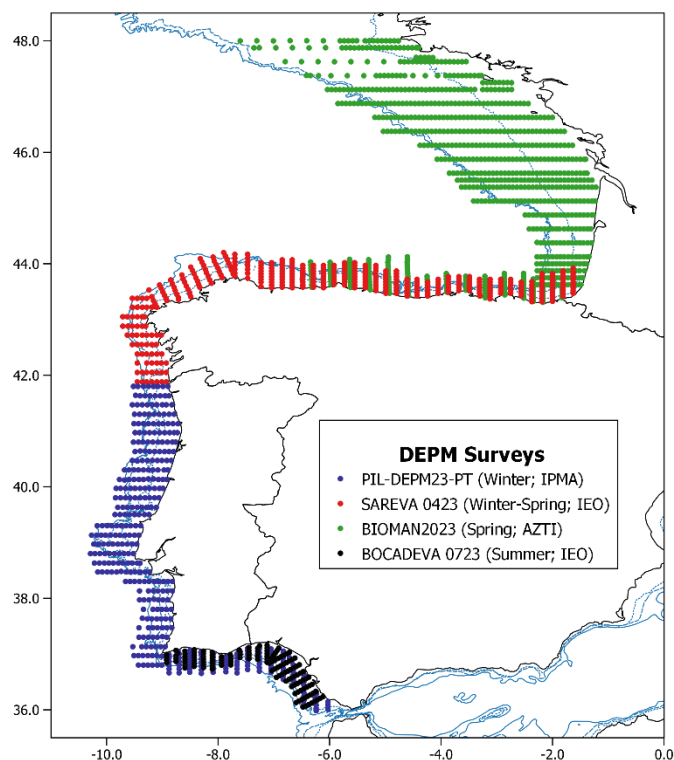 48.0
46.0
44.0
42.0
40.0
38.0
36.0
DEPM Surveys
PIL-DEPM23-PT (Winter; IPMA)
SAREVA 0423 (Winter-Spring; IEO)
BIOMAN2023 (Spring; AZTI)
BOCADEVA 0723 (Summer; IEO)
-10.0 -8.0 -6.0 -4.0 -2.0 0.0